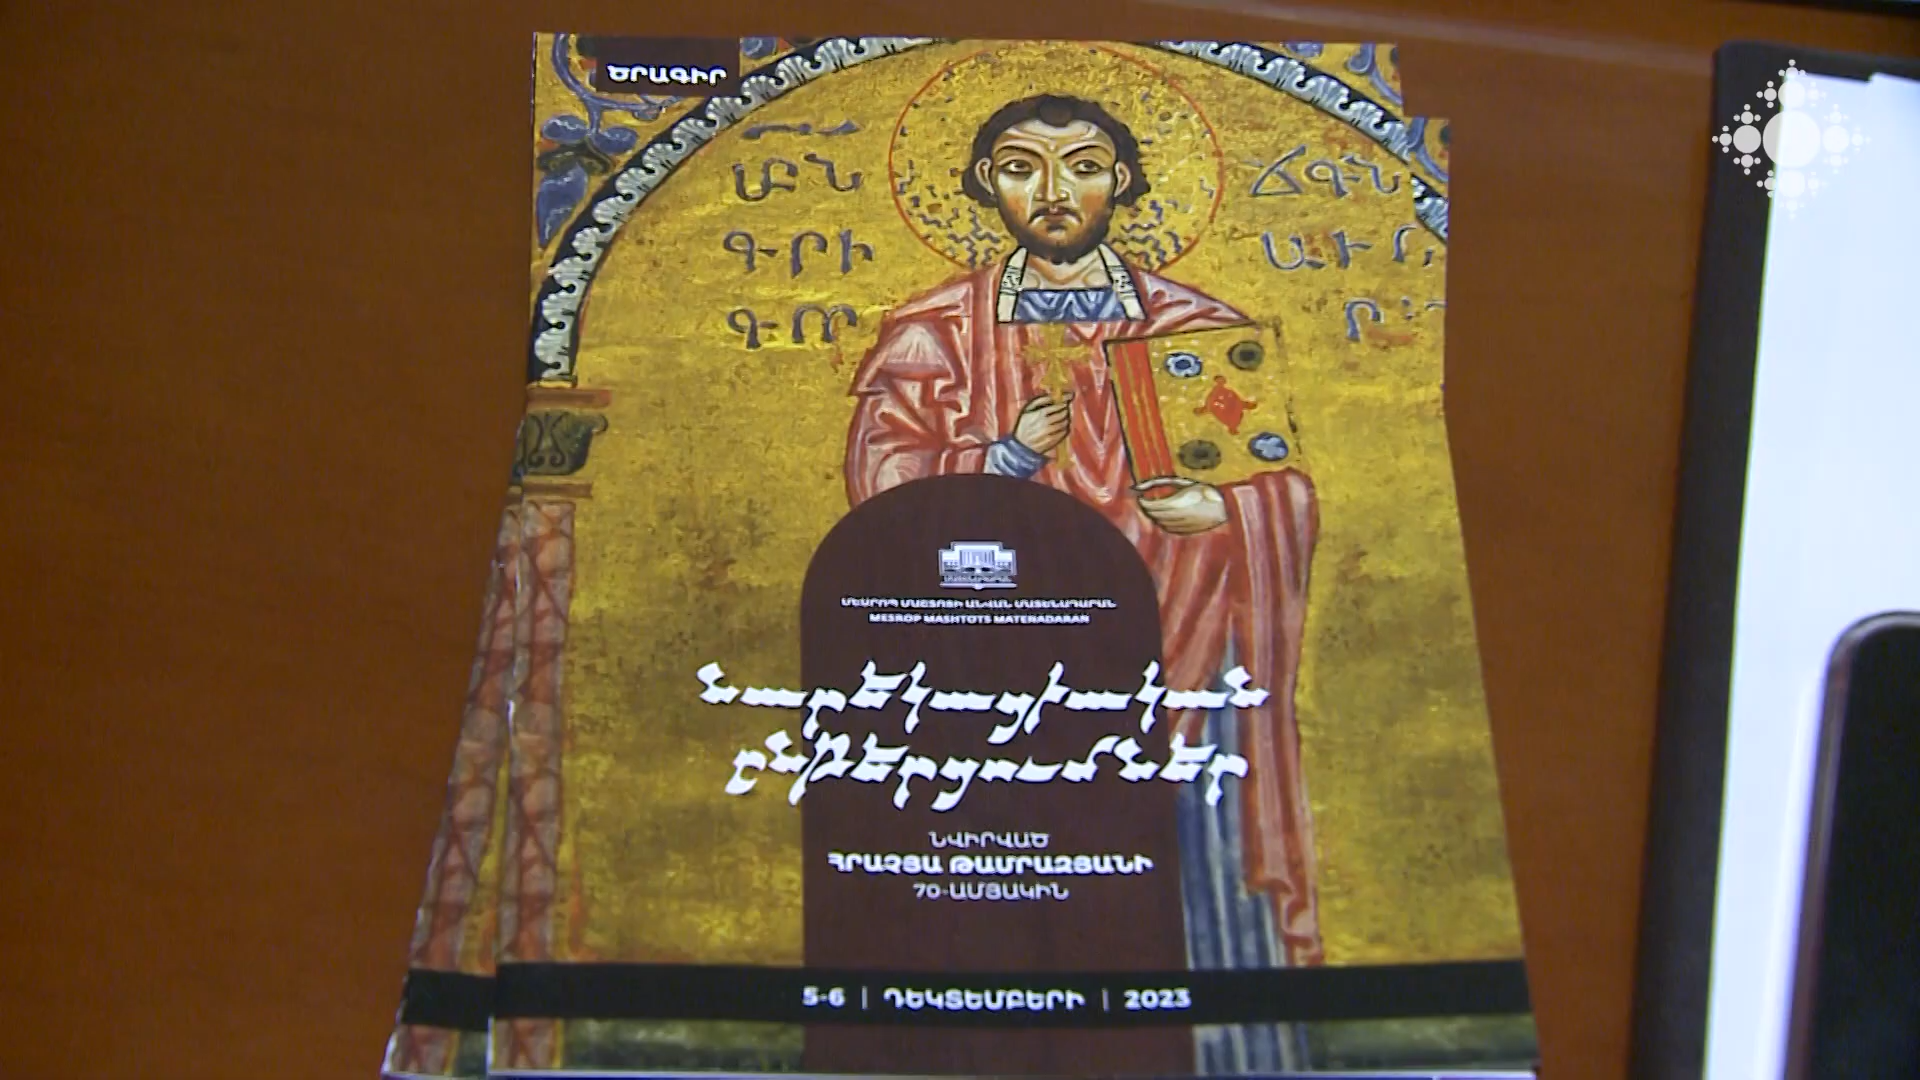 ԾՐԱԳԻՐ
ԳՐԻ
ԳՈՐ
ՄԵՍՐՈՊ ՄԱՇՏՈՑԻ ԱՆՎԱՆ ՄԱՏԵՆԱԴԱՐԱՆ
MESROP MASHTOTS MATENADARAN
նարեկացիական
ընթերցումներ
ՆՎԻՐՎԱԾ
ՀՐԱՉՅԱ ԹԱՄՐԱԶՅԱՆԻ
70-ԱՄՅԱԿԻՆ
5-6 | ԴԵԿՏԵՄԲԵՐԻ | 2023